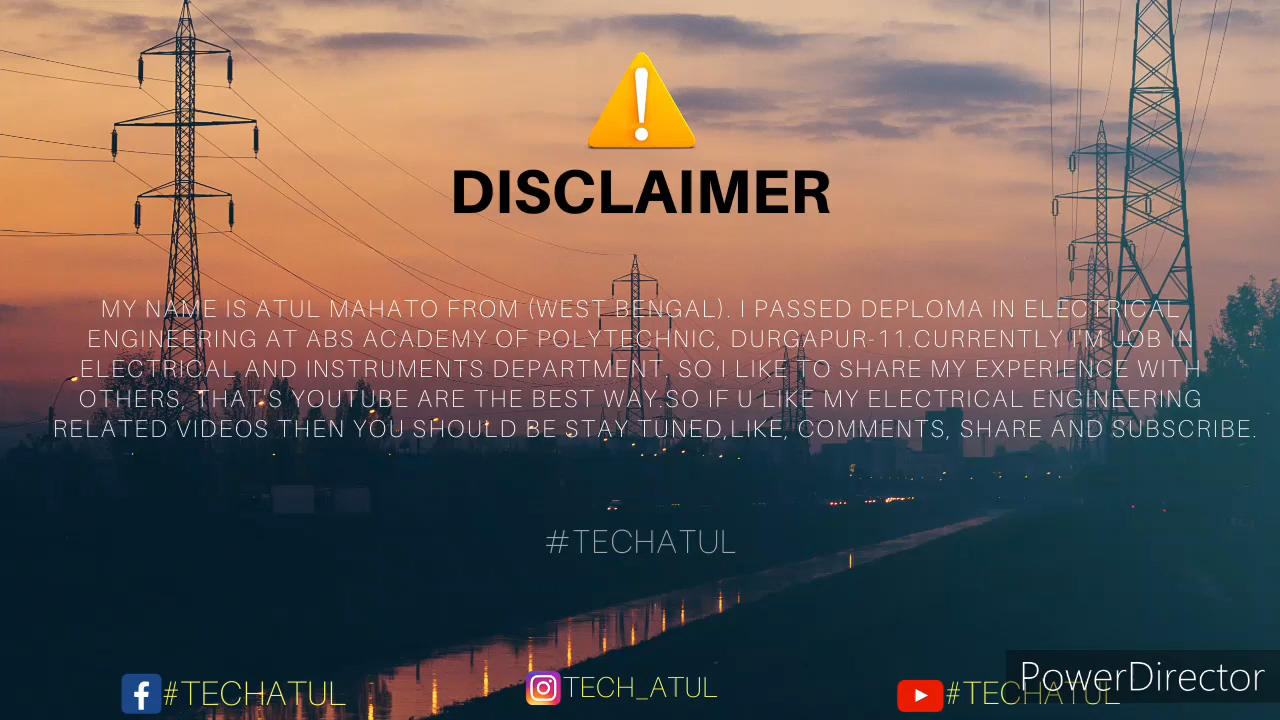 DISCLAIMER
MY NAME IS ATUL MAHATO FROM (WEST BENGAL). I PASSED DEPLOMA IN ELECTRICAL
ENGINEERING AT ABS ACADEMY OF POLYTECHNIC, DURGAPUR-11.CURRENTLY I'M JOB IN
ELECTRICAL AND INSTRUMENTS DEPARTMENT. SO I LIKE TO SHARE MY EXPERIENCE WITH
OTHERS, THAT'S YOUTUBE ARE THE BEST WAY.SO IF U LIKE MY ELECTRICAL ENGINEERING
RELATED VIDEOS THEN YOU SHOULD BE STAY TUNED,LIKE, COMMENTS, SHARE AND SUBSCRIBE.
#TECHATUL
#TECHATUL
TECH_ATUL
#TECHATUL
PowerDirector